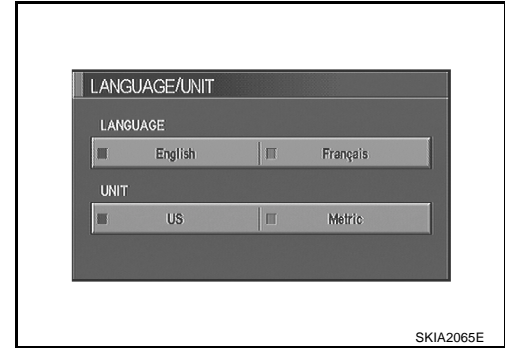 LANGUAGE/UNIT
LANGUAGE
English Français
UNIT
US Metric
SKIA2065E